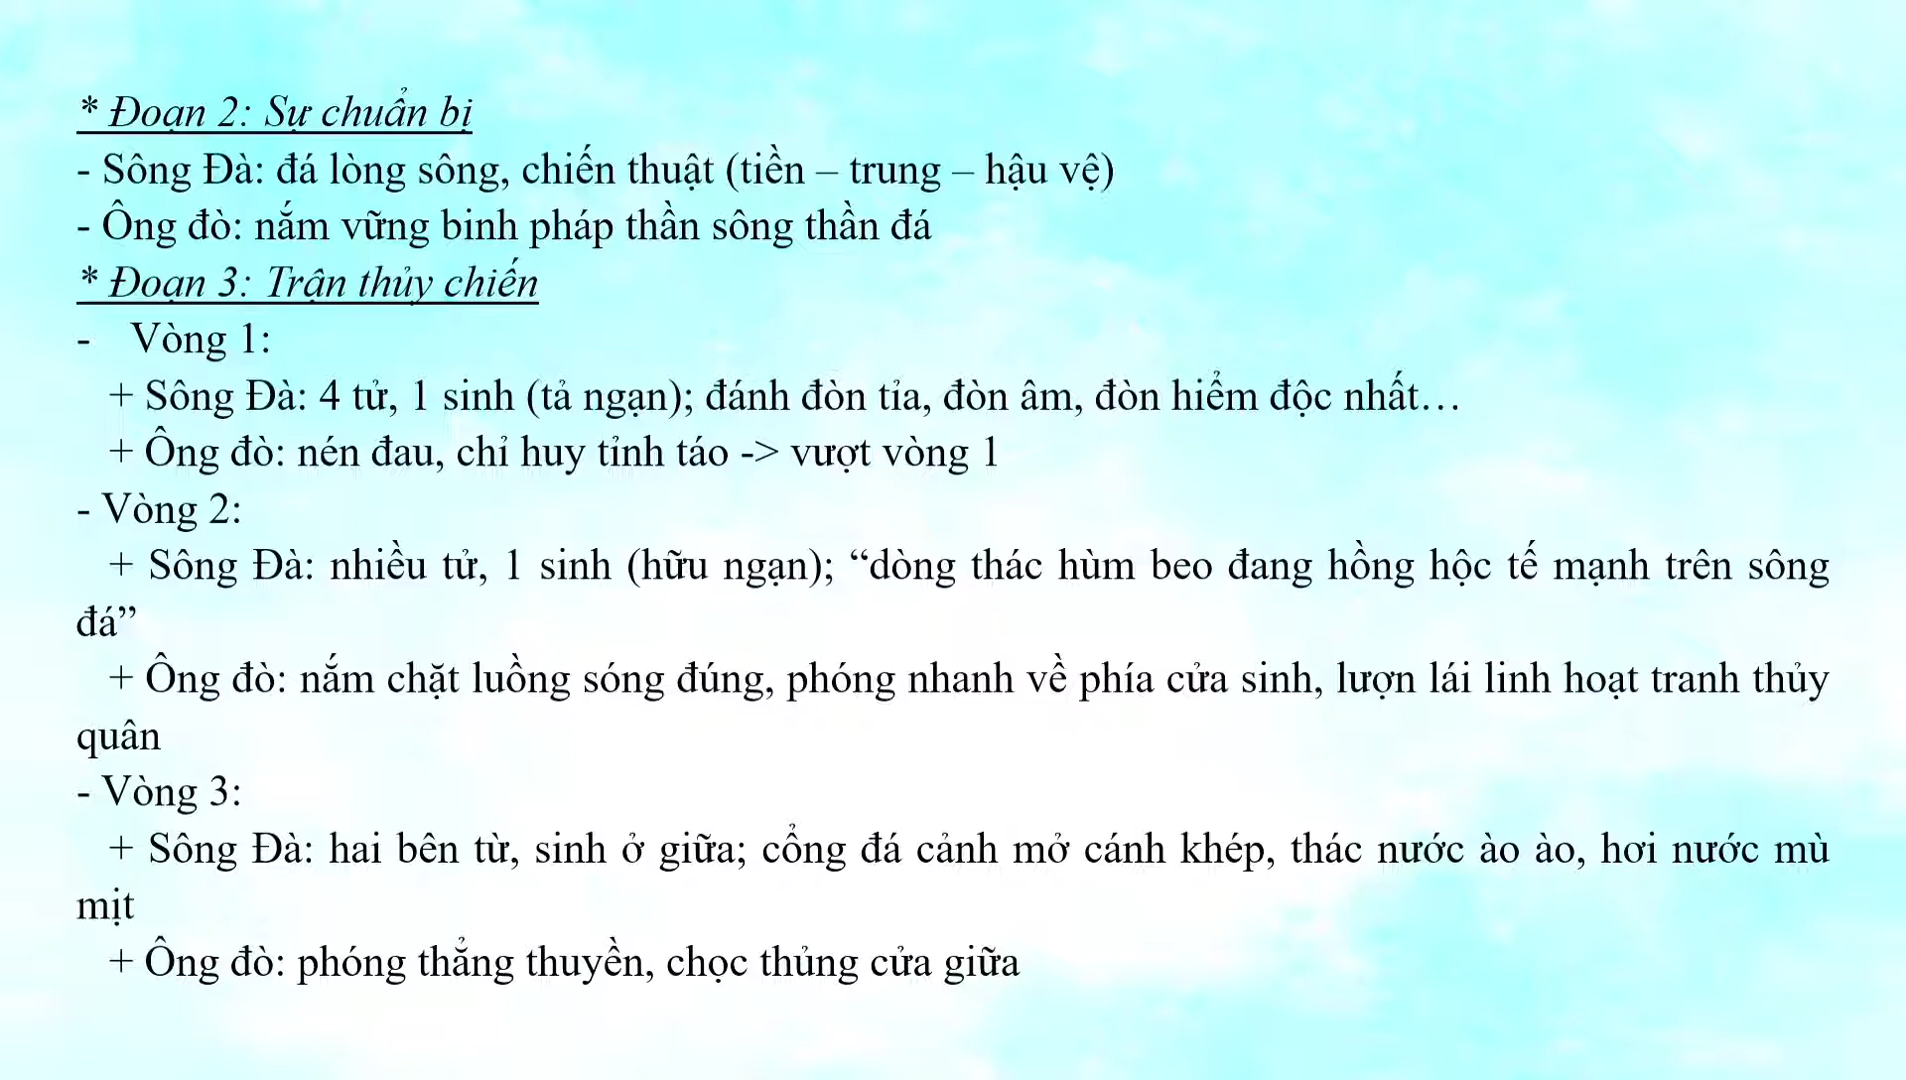 * Đoạn 2: Sự chuẩn bị
- Sông Đà: đá lòng sông, chiến thuật (tiền – trung – hậu vệ)
- Ông đò: nắm vững binh pháp thần sông thần đá
* Đoạn 3: Trận thủy chiến
- Vòng 1:
+ Sông Đà: 4 tử, 1 sinh (tả ngạn); đánh đòn tỉa, đòn âm, đòn hiểm độc nhất…
+ Ông đò: nén đau, chỉ huy tỉnh táo -> vượt vòng 1
- Vòng 2:
+ Sông Đà: nhiều tử, 1 sinh (hữu ngạn); “dòng thác hùm beo đang hồng hộc tế mạnh trên sông
đá”
+ Ông đò: nắm chặt luồng sóng đúng, phóng nhanh về phía cửa sinh, lượn lái linh hoạt tranh thủy
quân
- Vòng 3:
+ Sông Đà: hai bên từ, sinh ở giữa; cổng đá cảnh mở cánh khép, thác nước ào ào, hơi nước mù
mịt
+ Ông đò: phóng thẳng thuyền, chọc thủng cửa giữa